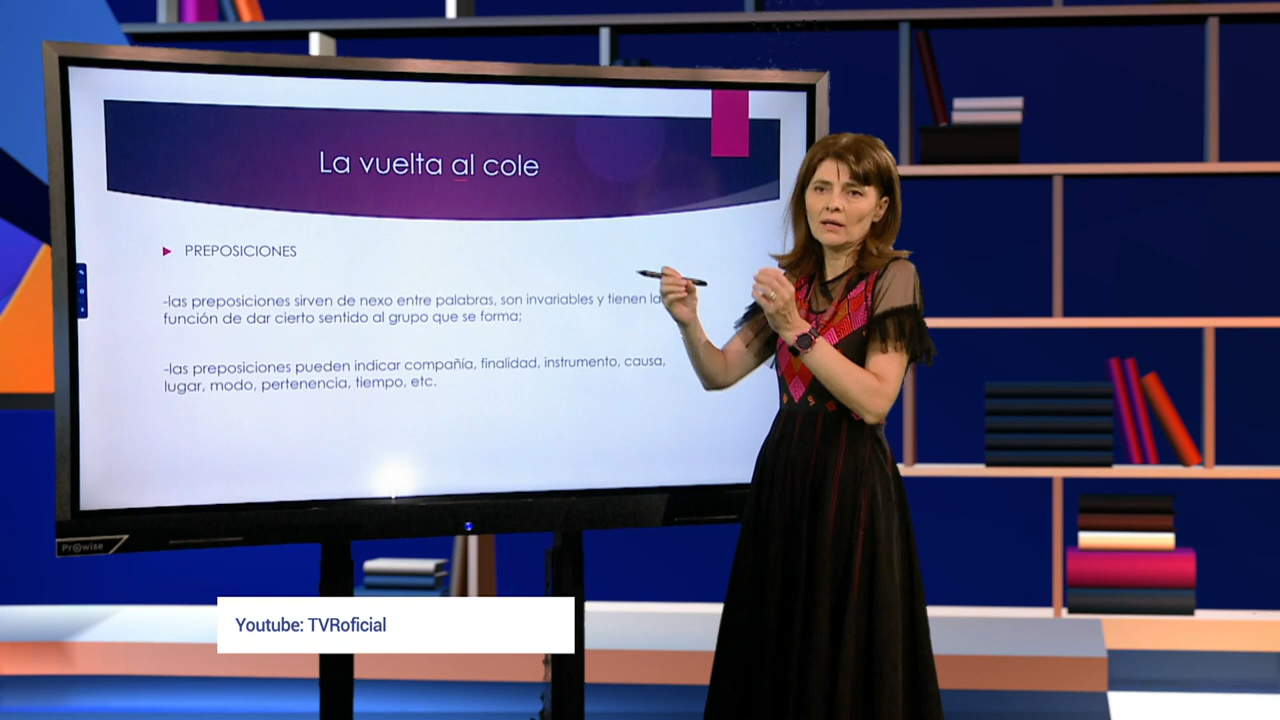 La vuelta al cole
PREPOSICIONES
-las preposiciones sirven de nexo entre palabras, son invariables y tienen la
función de dar cierto sentido al grupo que se forma;
-las preposiciones pueden indicar compañía, finalidad, instrumento, causa,
lugar, modo, pertenencia, tiempo, etc.
Prowise
Youtube: TVRoficial